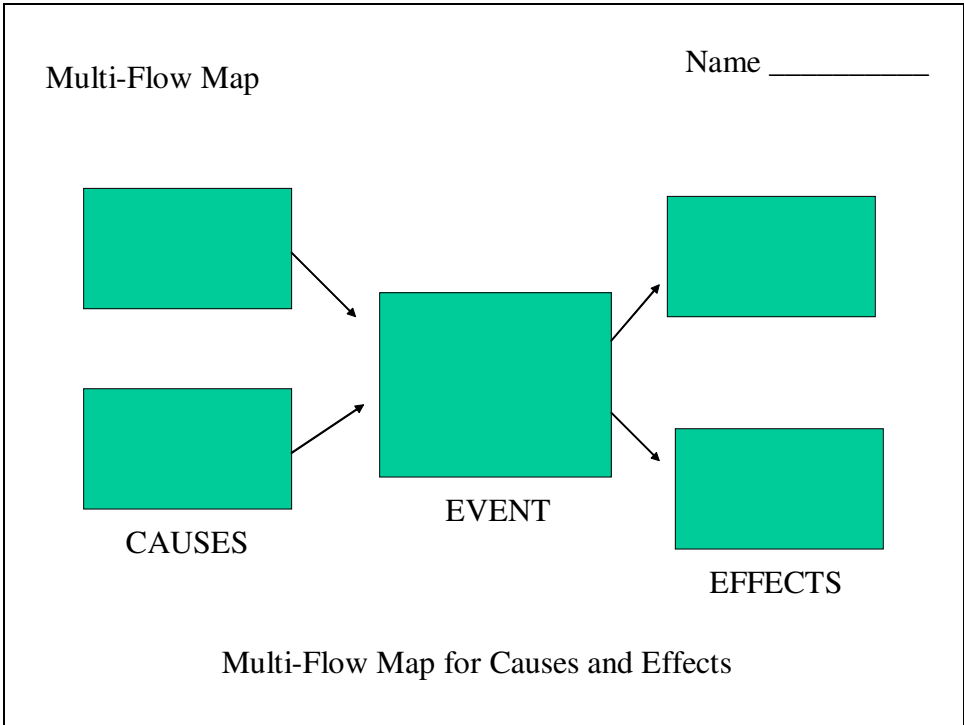 Multi-Flow Map
Name __________
CAUSES
EVENT
EFFECTS
Multi-Flow Map for Causes and Effects